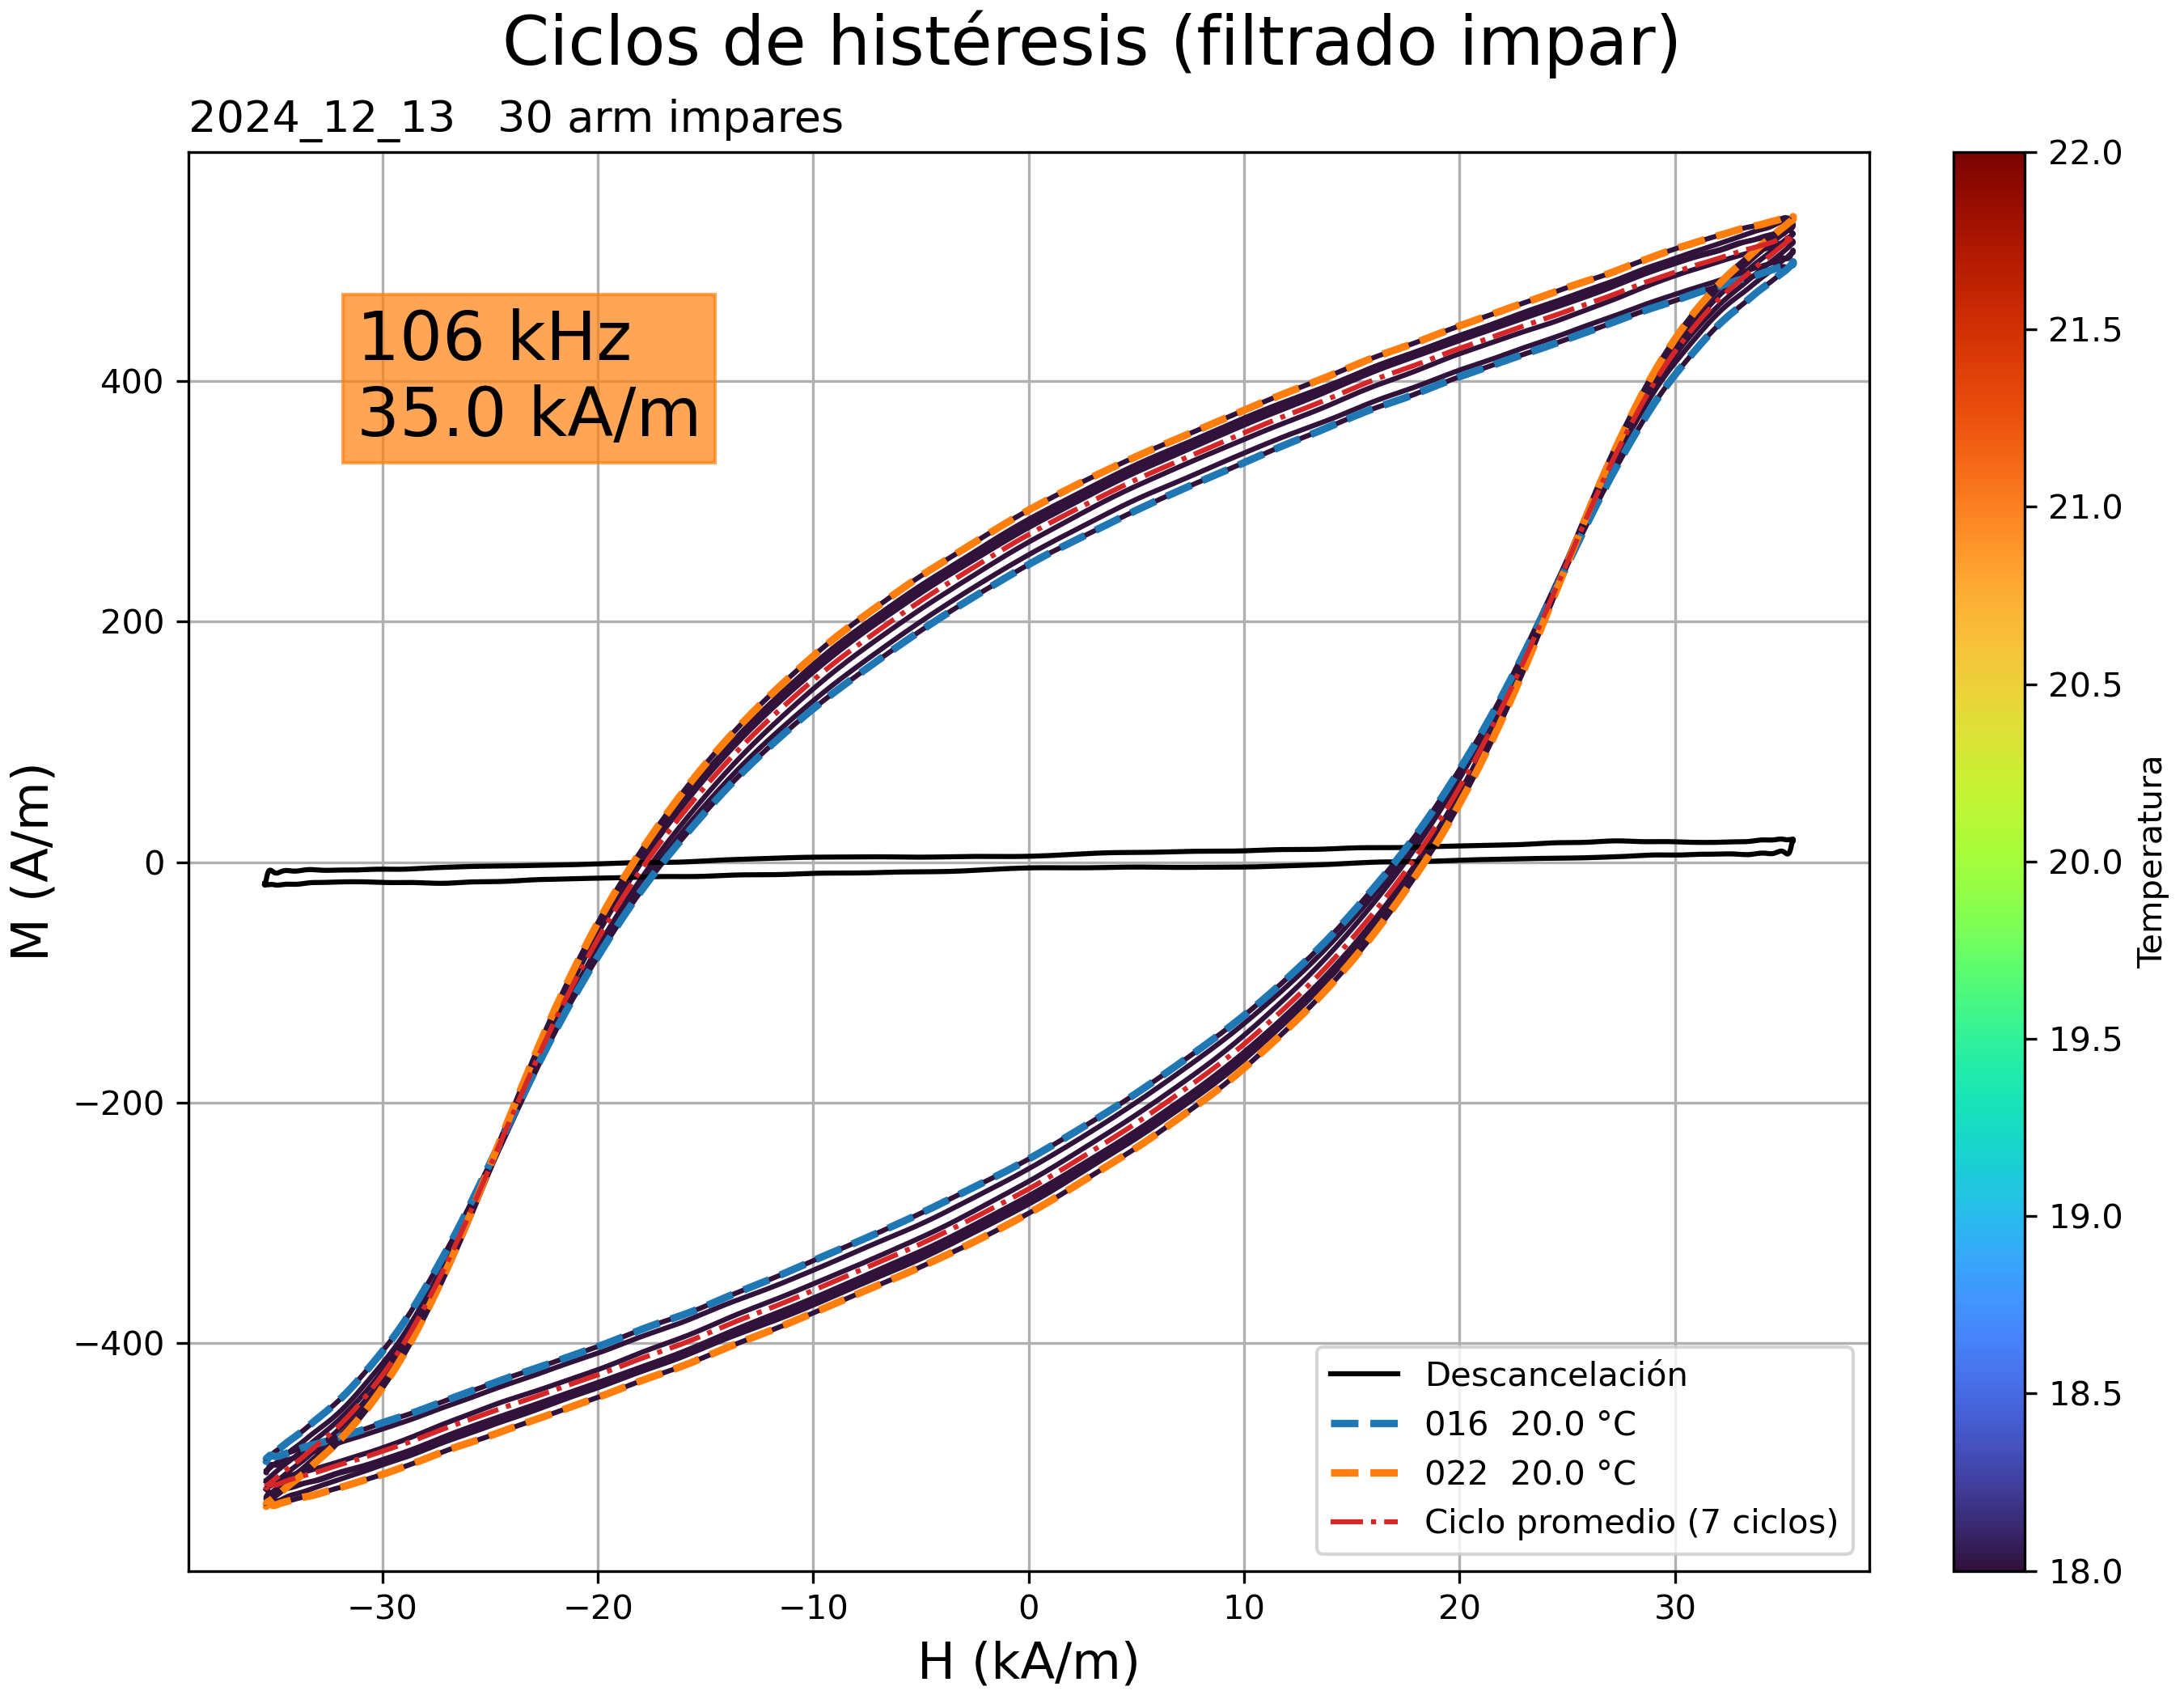 Ciclos de histéresis (filtrado impar)
2024_12_13   30 arm impares
106 kHz
35.0 kA/m
400
200
0
−200
−400
M (A/m)
−30
−20
−10
0
10
20
30
H (kA/m)
Descancelación
016  20.0 °C
022  20.0 °C
Ciclo promedio (7 ciclos)
22.0
21.5
21.0
20.5
20.0
19.5
19.0
18.5
18.0
Temperatura